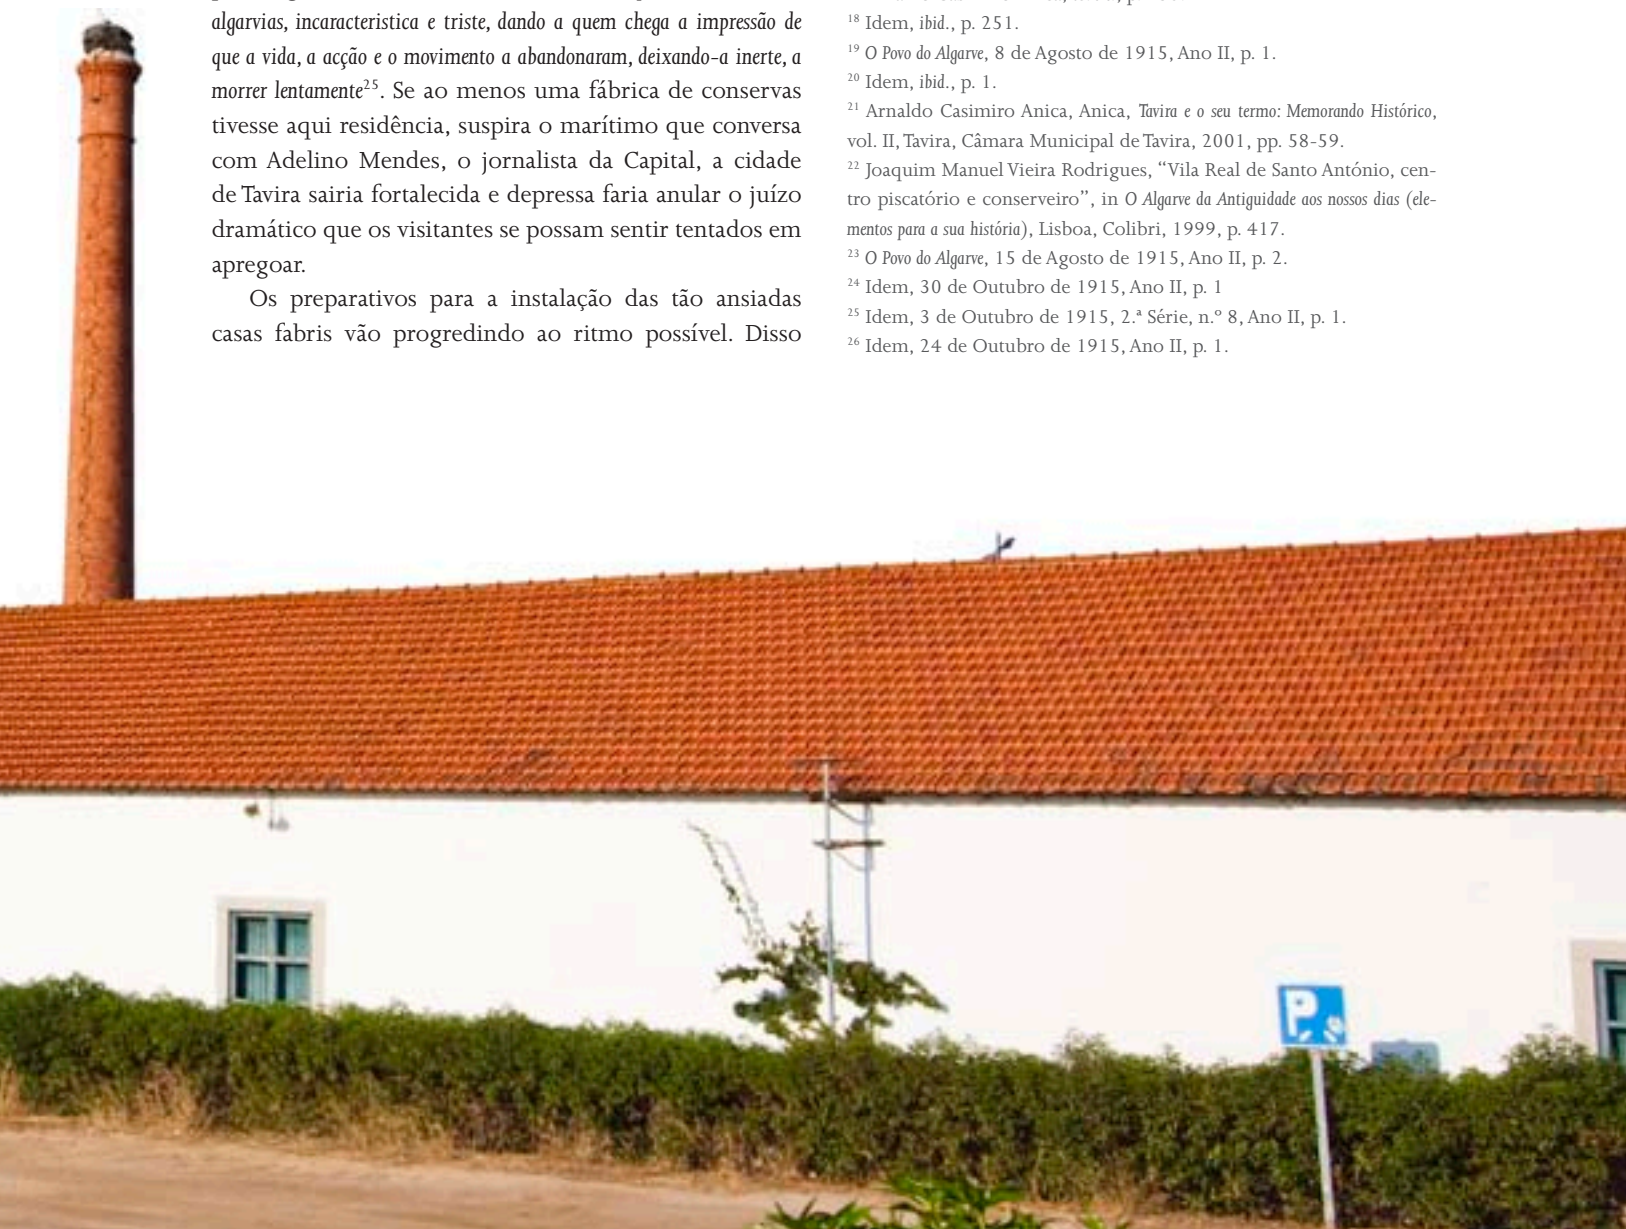 algarvias, incaracteristica e triste, dando a quem chega a impressão de
que a vida, a acção e o movimento a abandonaram, deixando-a inerte, a
morrer lentamente²⁵. Se ao menos uma fábrica de conservas
tivesse aqui residência, suspira o marítimo que conversa
com Adelino Mendes, o jornalista da Capital, a cidade
de Tavira sairia fortalecida e depressa faria anular o juízo
dramático que os visitantes se possam sentir tentados em
apregoar.
Os preparativos para a instalação das tão ansiadas
casas fabris vão progredindo ao ritmo possível. Disso
¹⁸ Idem, ibid., p. 251.
¹⁹ O Povo do Algarve, 8 de Agosto de 1915, Ano II, p. 1.
²⁰ Idem, ibid., p. 1.
²¹ Arnaldo Casimiro Anica, Anica, Tavira e o seu termo: Memorando Histórico,
vol. II, Tavira, Câmara Municipal de Tavira, 2001, pp. 58-59.
²² Joaquim Manuel Vieira Rodrigues, “Vila Real de Santo António, cen-
tro piscatório e conserveiro”, in O Algarve da Antiguidade aos nossos dias (ele-
mentos para a sua história), Lisboa, Colibri, 1999, p. 417.
²³ O Povo do Algarve, 15 de Agosto de 1915, Ano II, p. 2.
²⁴ Idem, 30 de Outubro de 1915, Ano II, p. 1
²⁵ Idem, 3 de Outubro de 1915, 2.ª Série, n.º 8, Ano II, p. 1.
²⁶ Idem, 24 de Outubro de 1915, Ano II, p. 1.
P